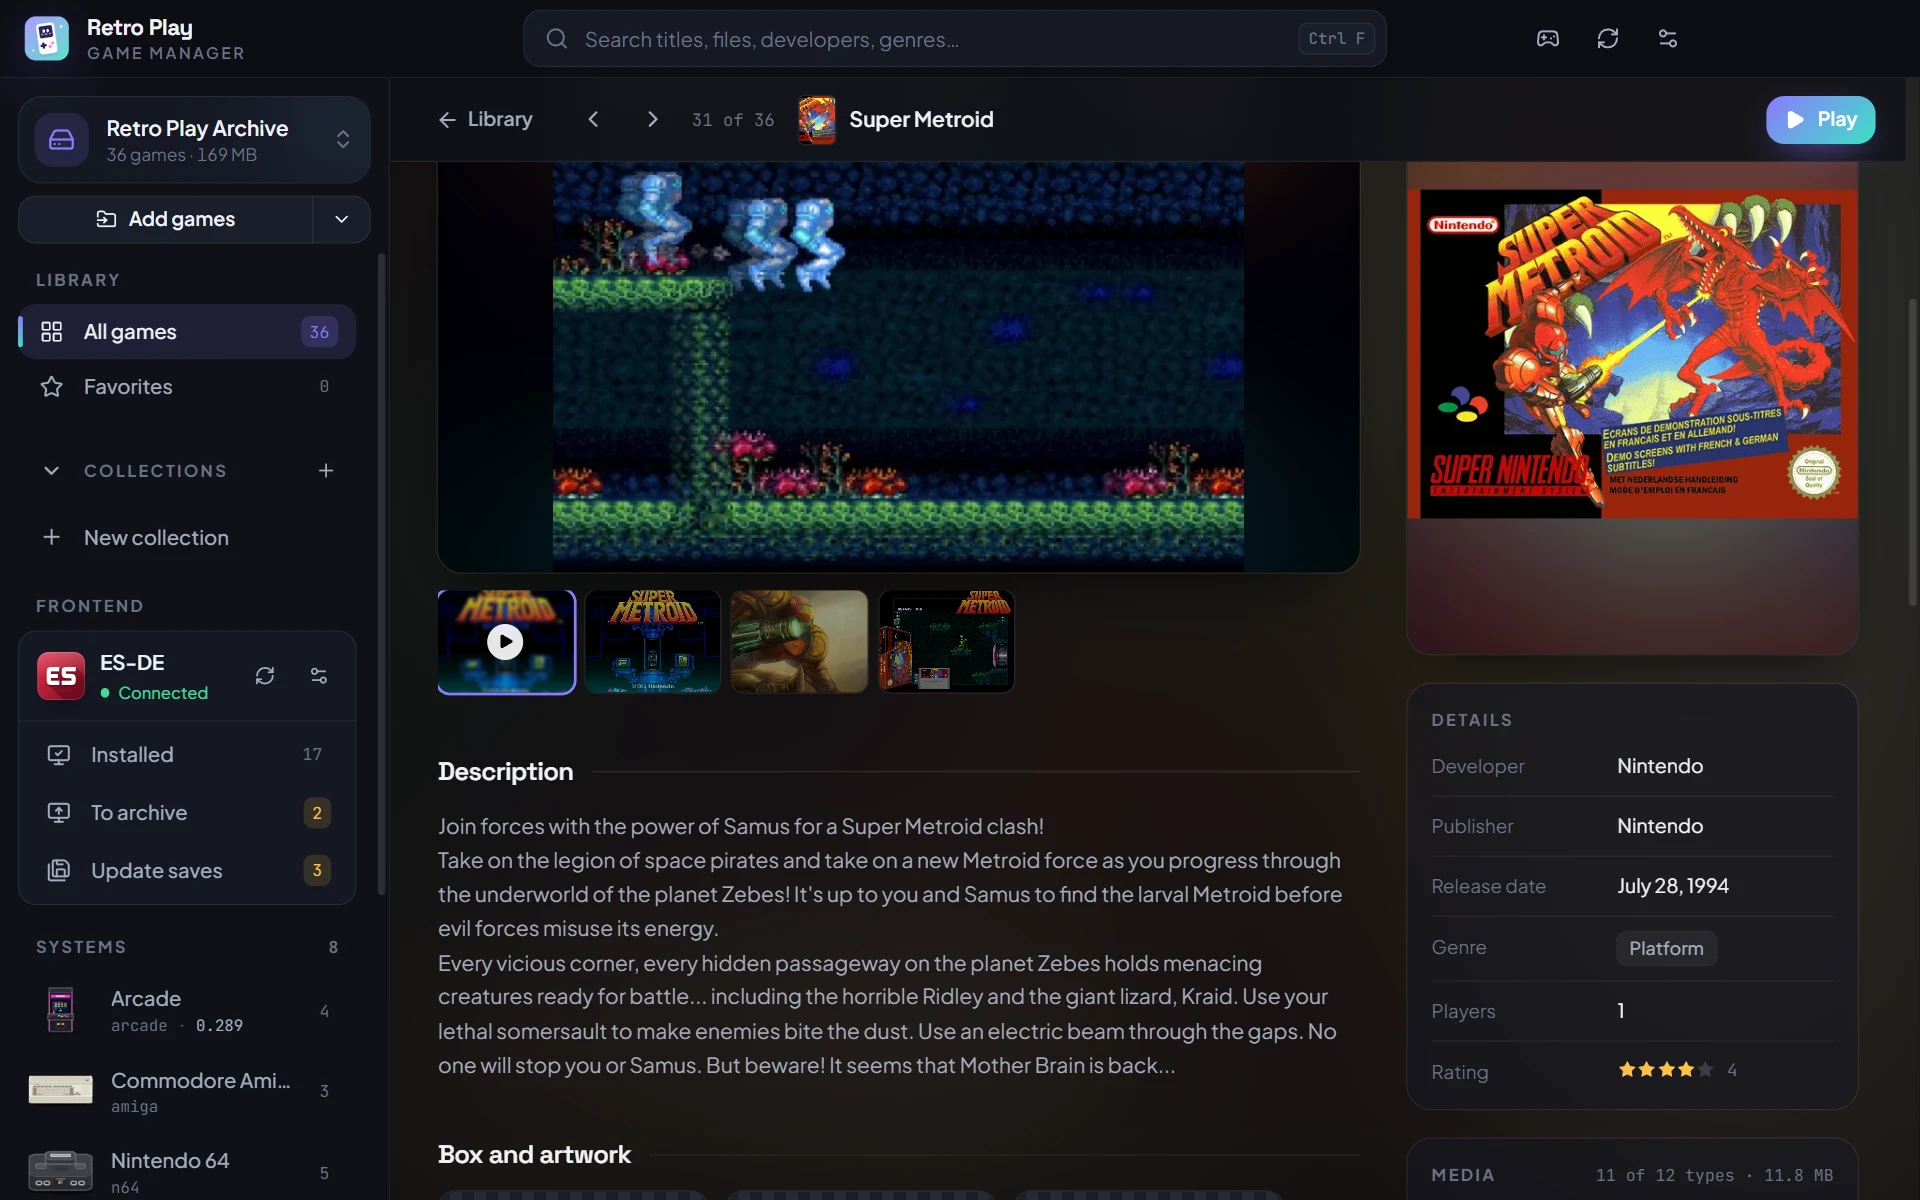 Retro Play
GAME MANAGER
Search titles, files, developers, genres...
Ctrl F
Retro Play Archive
36 games · 169 MB
Add games
LIBRARY
All games
36
Favorites
0
COLLECTIONS
New collection
FRONTEND
ES
ES-DE
Connected
Installed
17
To archive
2
Update saves
3
SYSTEMS
8
Arcade
arcade · 0.289
4
Commodore Ami...
amiga
3
Nintendo 64
n64
5
Library
31 of 36
Super Metroid
Play
METROID
SUPER
METROID
METROID
Description
Join forces with the power of Samus for a Super Metroid clash!
Take on the legion of space pirates and take on a new Metroid force as you progress through
the underworld of the planet Zebes! It's up to you and Samus to find the larval Metroid before
evil forces misuse its energy.
Every vicious corner, every hidden passageway on the planet Zebes holds menacing
creatures ready for battle... including the horrible Ridley and the giant lizard, Kraid. Use your
lethal somersault to make enemies bite the dust. Use an electric beam through the gaps. No
one will stop you or Samus. But beware! It seems that Mother Brain is back...
Box and artwork
Nintendo
SUPER
METROID
ECRANS DE DEMONSTRATION SOUS-TITRES
EN FRANCAIS ET EN ALLEMAND!
DEMO SCREENS WITH FRENCH & GERMAN
SUBTITLES!
MET NEDERLANDSE HANDLEIDING
MODE D'EMPLOI EN FRANCAIS
SUPER NINTENDO
ENTERTAINMENT SYSTEM
Original
Nintendo
Seal of
Quality
DETAILS
Developer
Nintendo
Publisher
Nintendo
Release date
July 28, 1994
Genre
Platform
Players
1
Rating
4
MEDIA
11 of 12 types · 11.8 MB